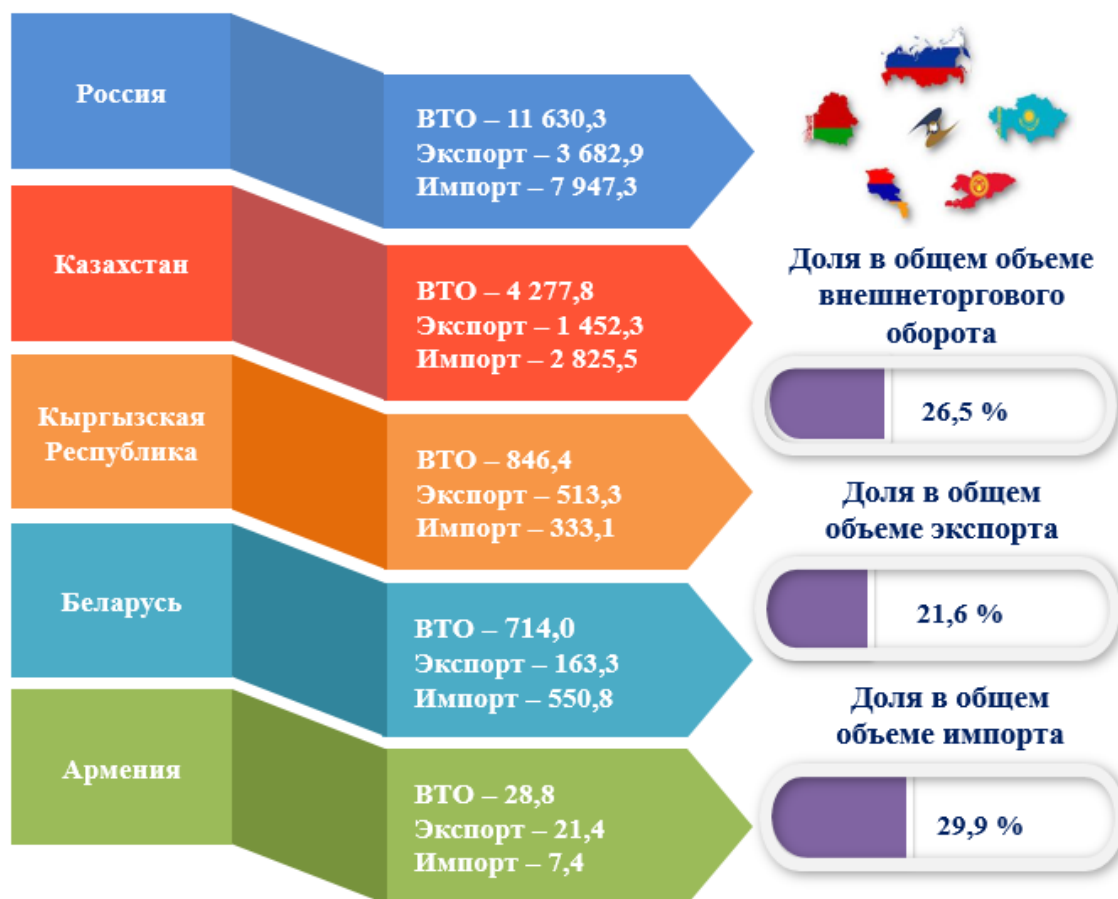 Россия
ВТО – 11 630,3
Экспорт – 3 682,9
Импорт – 7 947,3
Казахстан
ВТО – 4 277,8
Экспорт – 1 452,3
Импорт – 2 825,5
Кыргызская
Республика
ВТО – 846,4
Экспорт – 513,3
Импорт – 333,1
Беларусь
ВТО – 714,0
Экспорт – 163,3
Импорт – 550,8
Армения
ВТО – 28,8
Экспорт – 21,4
Импорт – 7,4
Доля в общем объеме
внешнеторгового
оборота
26,5 %
Доля в общем
объеме экспорта
21,6 %
Доля в общем
объеме импорта
29,9 %